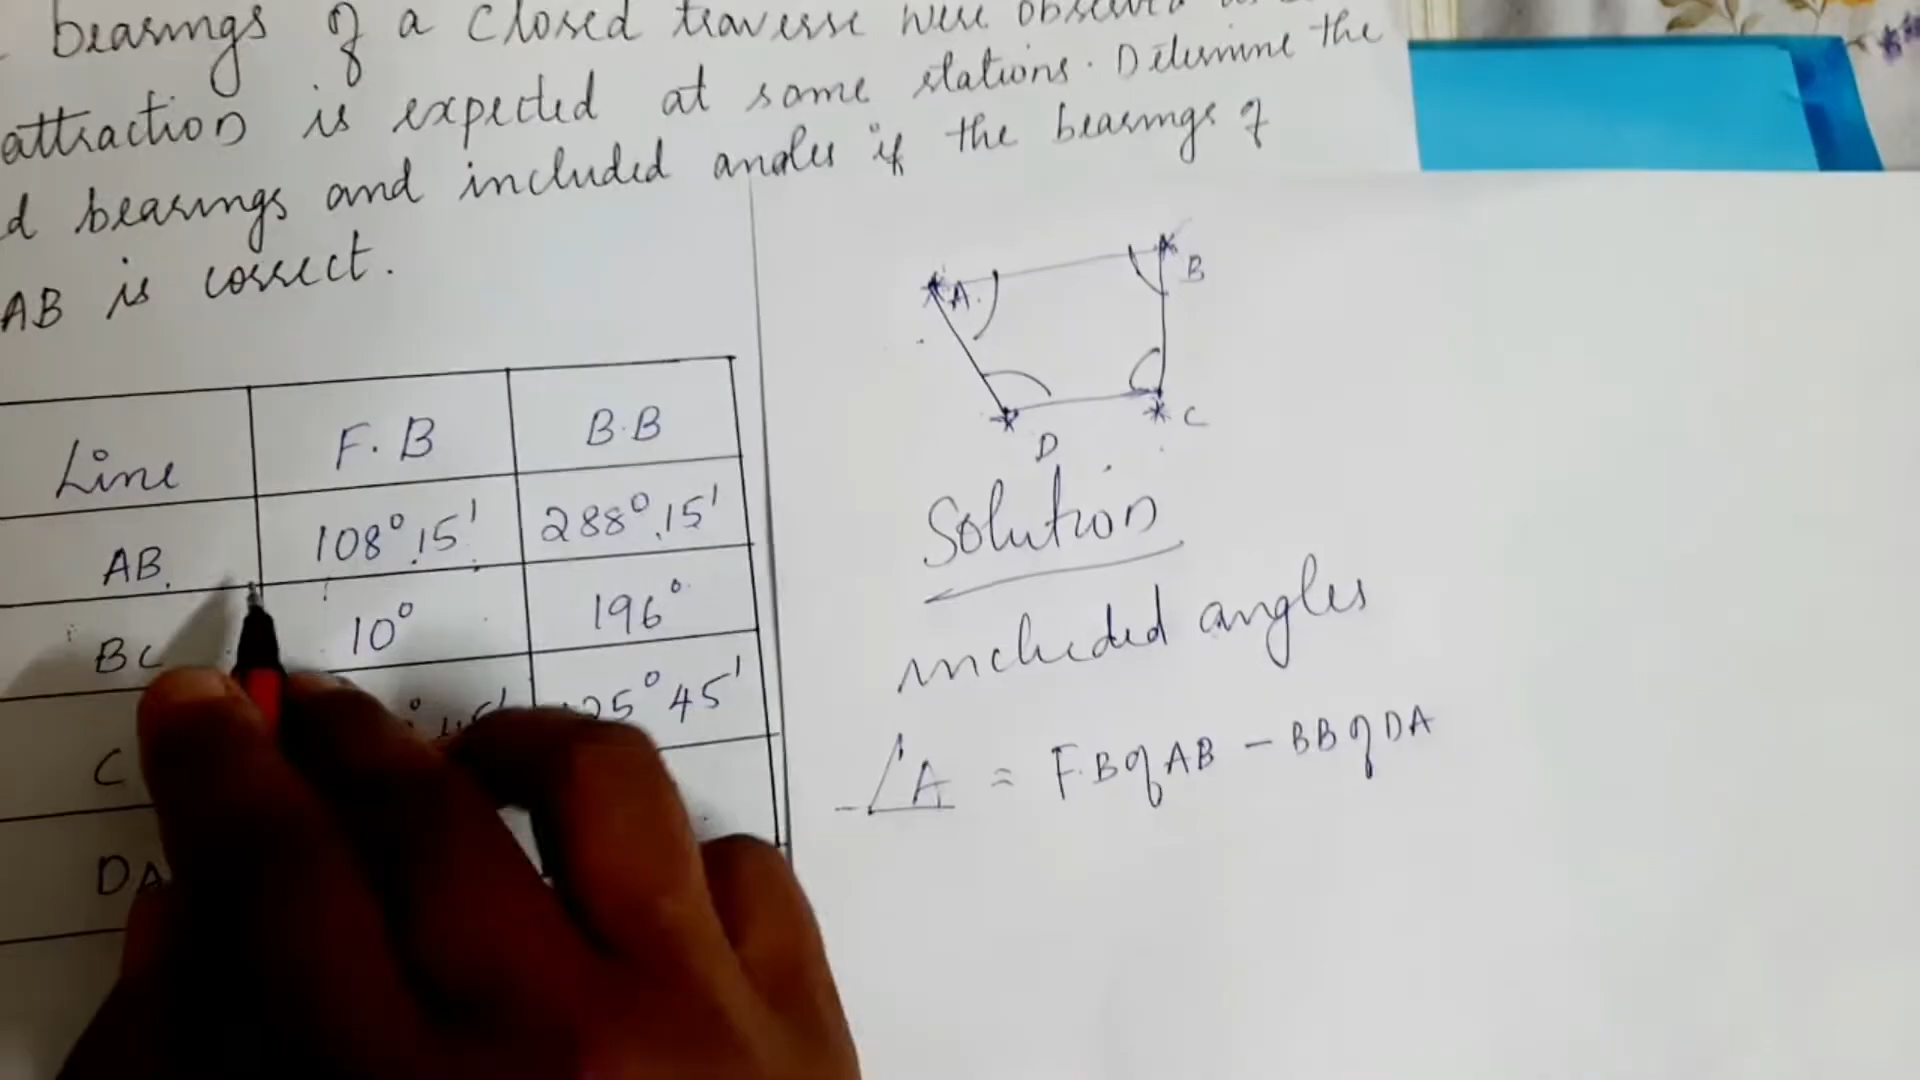 bearings of a closed traverse were observed
attraction is expected at some stations. Determine the
d bearings and included angles if the bearings of
AB is correct.
Line F.B B.B
AB. 108° 15' 288° 15'
BC 10° 196°
C 45'
DA
A B
D C
Solution
included angles
∠A = F.B of AB - BB of DA